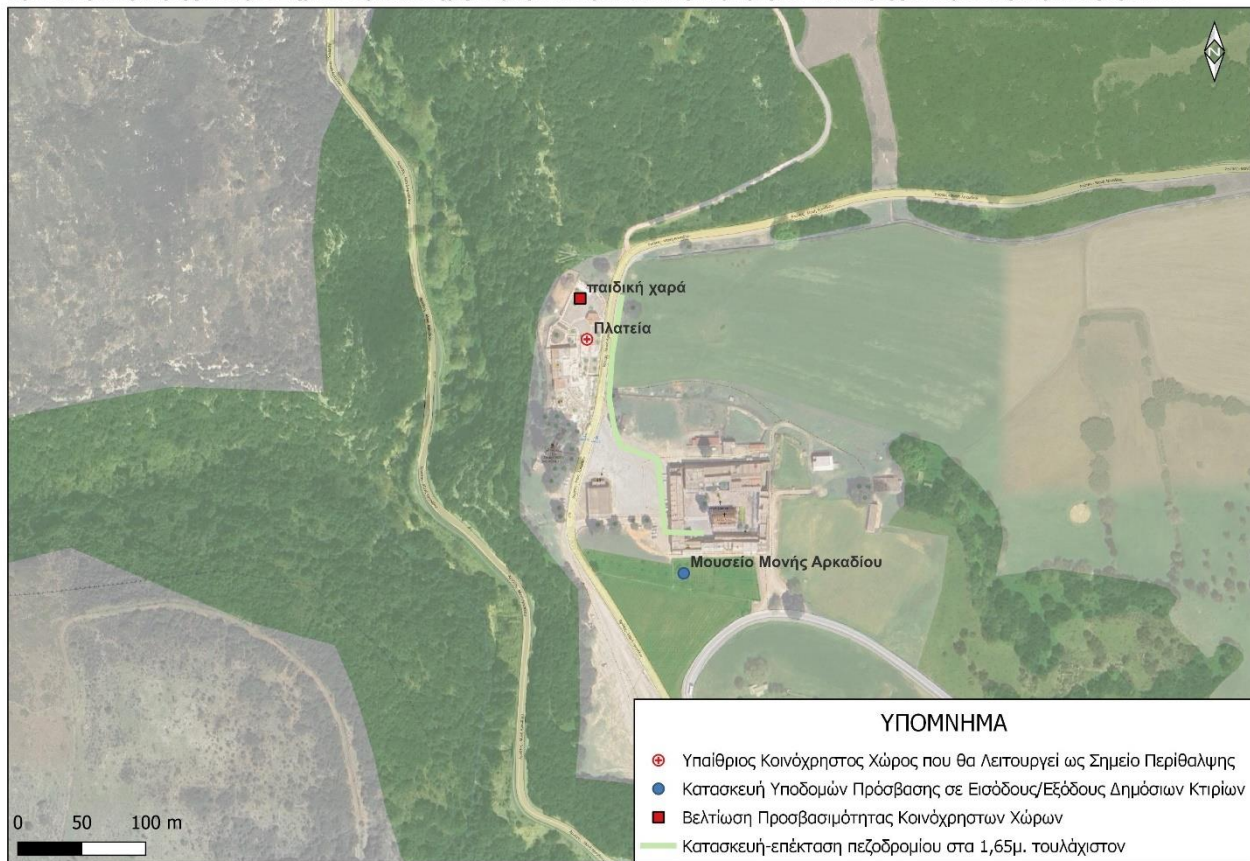 N
παιδική χαρά
Πλατεία
Μουσείο Μονής Αρκαδίου
ΥΠΟΜΝΗΜΑ
Υπαίθριος Κοινόχρηστος Χώρος που θα Λειτουργεί ως Σημείο Περίθαλψης
Κατασκευή Υποδομών Πρόσβασης σε Εισόδους/Εξόδους Δημόσιων Κτιρίων
Βελτίωση Προσβασιμότητας Κοινόχρηστων Χώρων
Κατασκευή-επέκταση πεζοδρομίου στα 1,65μ. τουλάχιστον
0 50 100 m